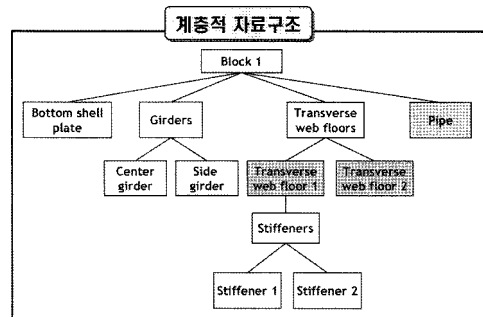 계층적 자료구조
Block 1
Bottom shell
plate
Girders
Transverse
web floors
Pipe
Center
girder
Side
girder
Transverse
web floor 1
Transverse
web floor 2
Stiffeners
Stiffener 1
Stiffener 2